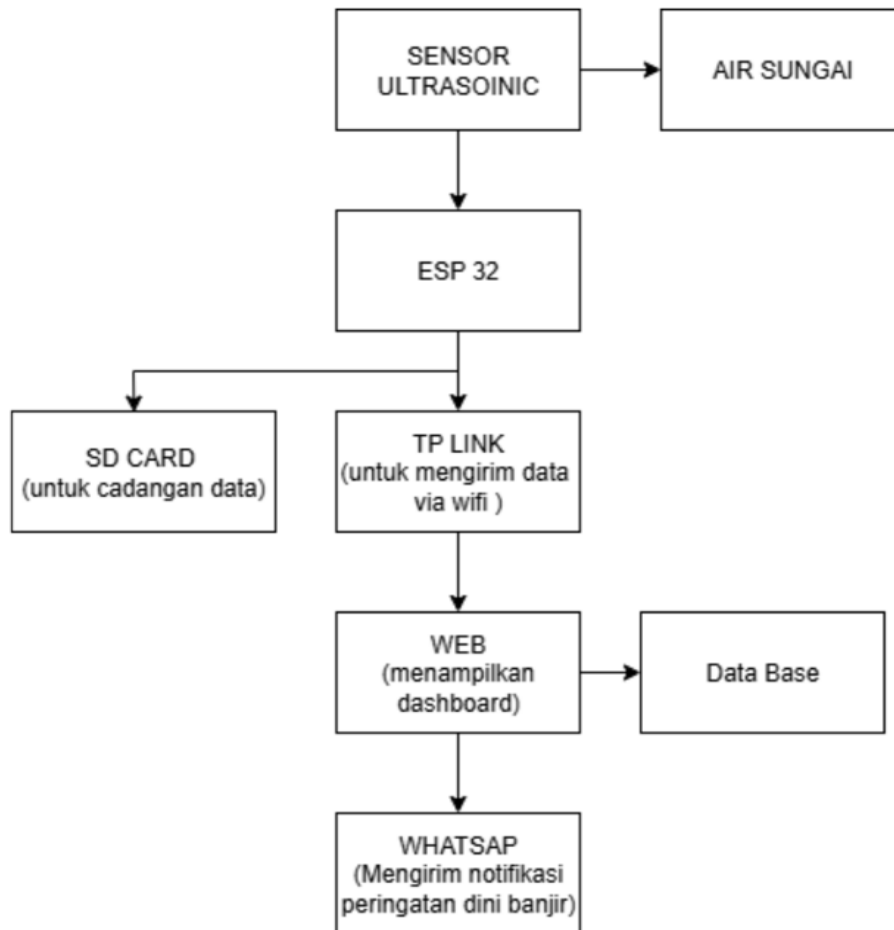 SENSOR
ULTRASOINIC
AIR SUNGAI
ESP 32
SD CARD
(untuk cadangan data)
TP LINK
(untuk mengirim data
via wifi )
WEB
(menampilkan
dashboard)
Data Base
WHATSAP
(Mengirim notifikasi
peringatan dini banjir)